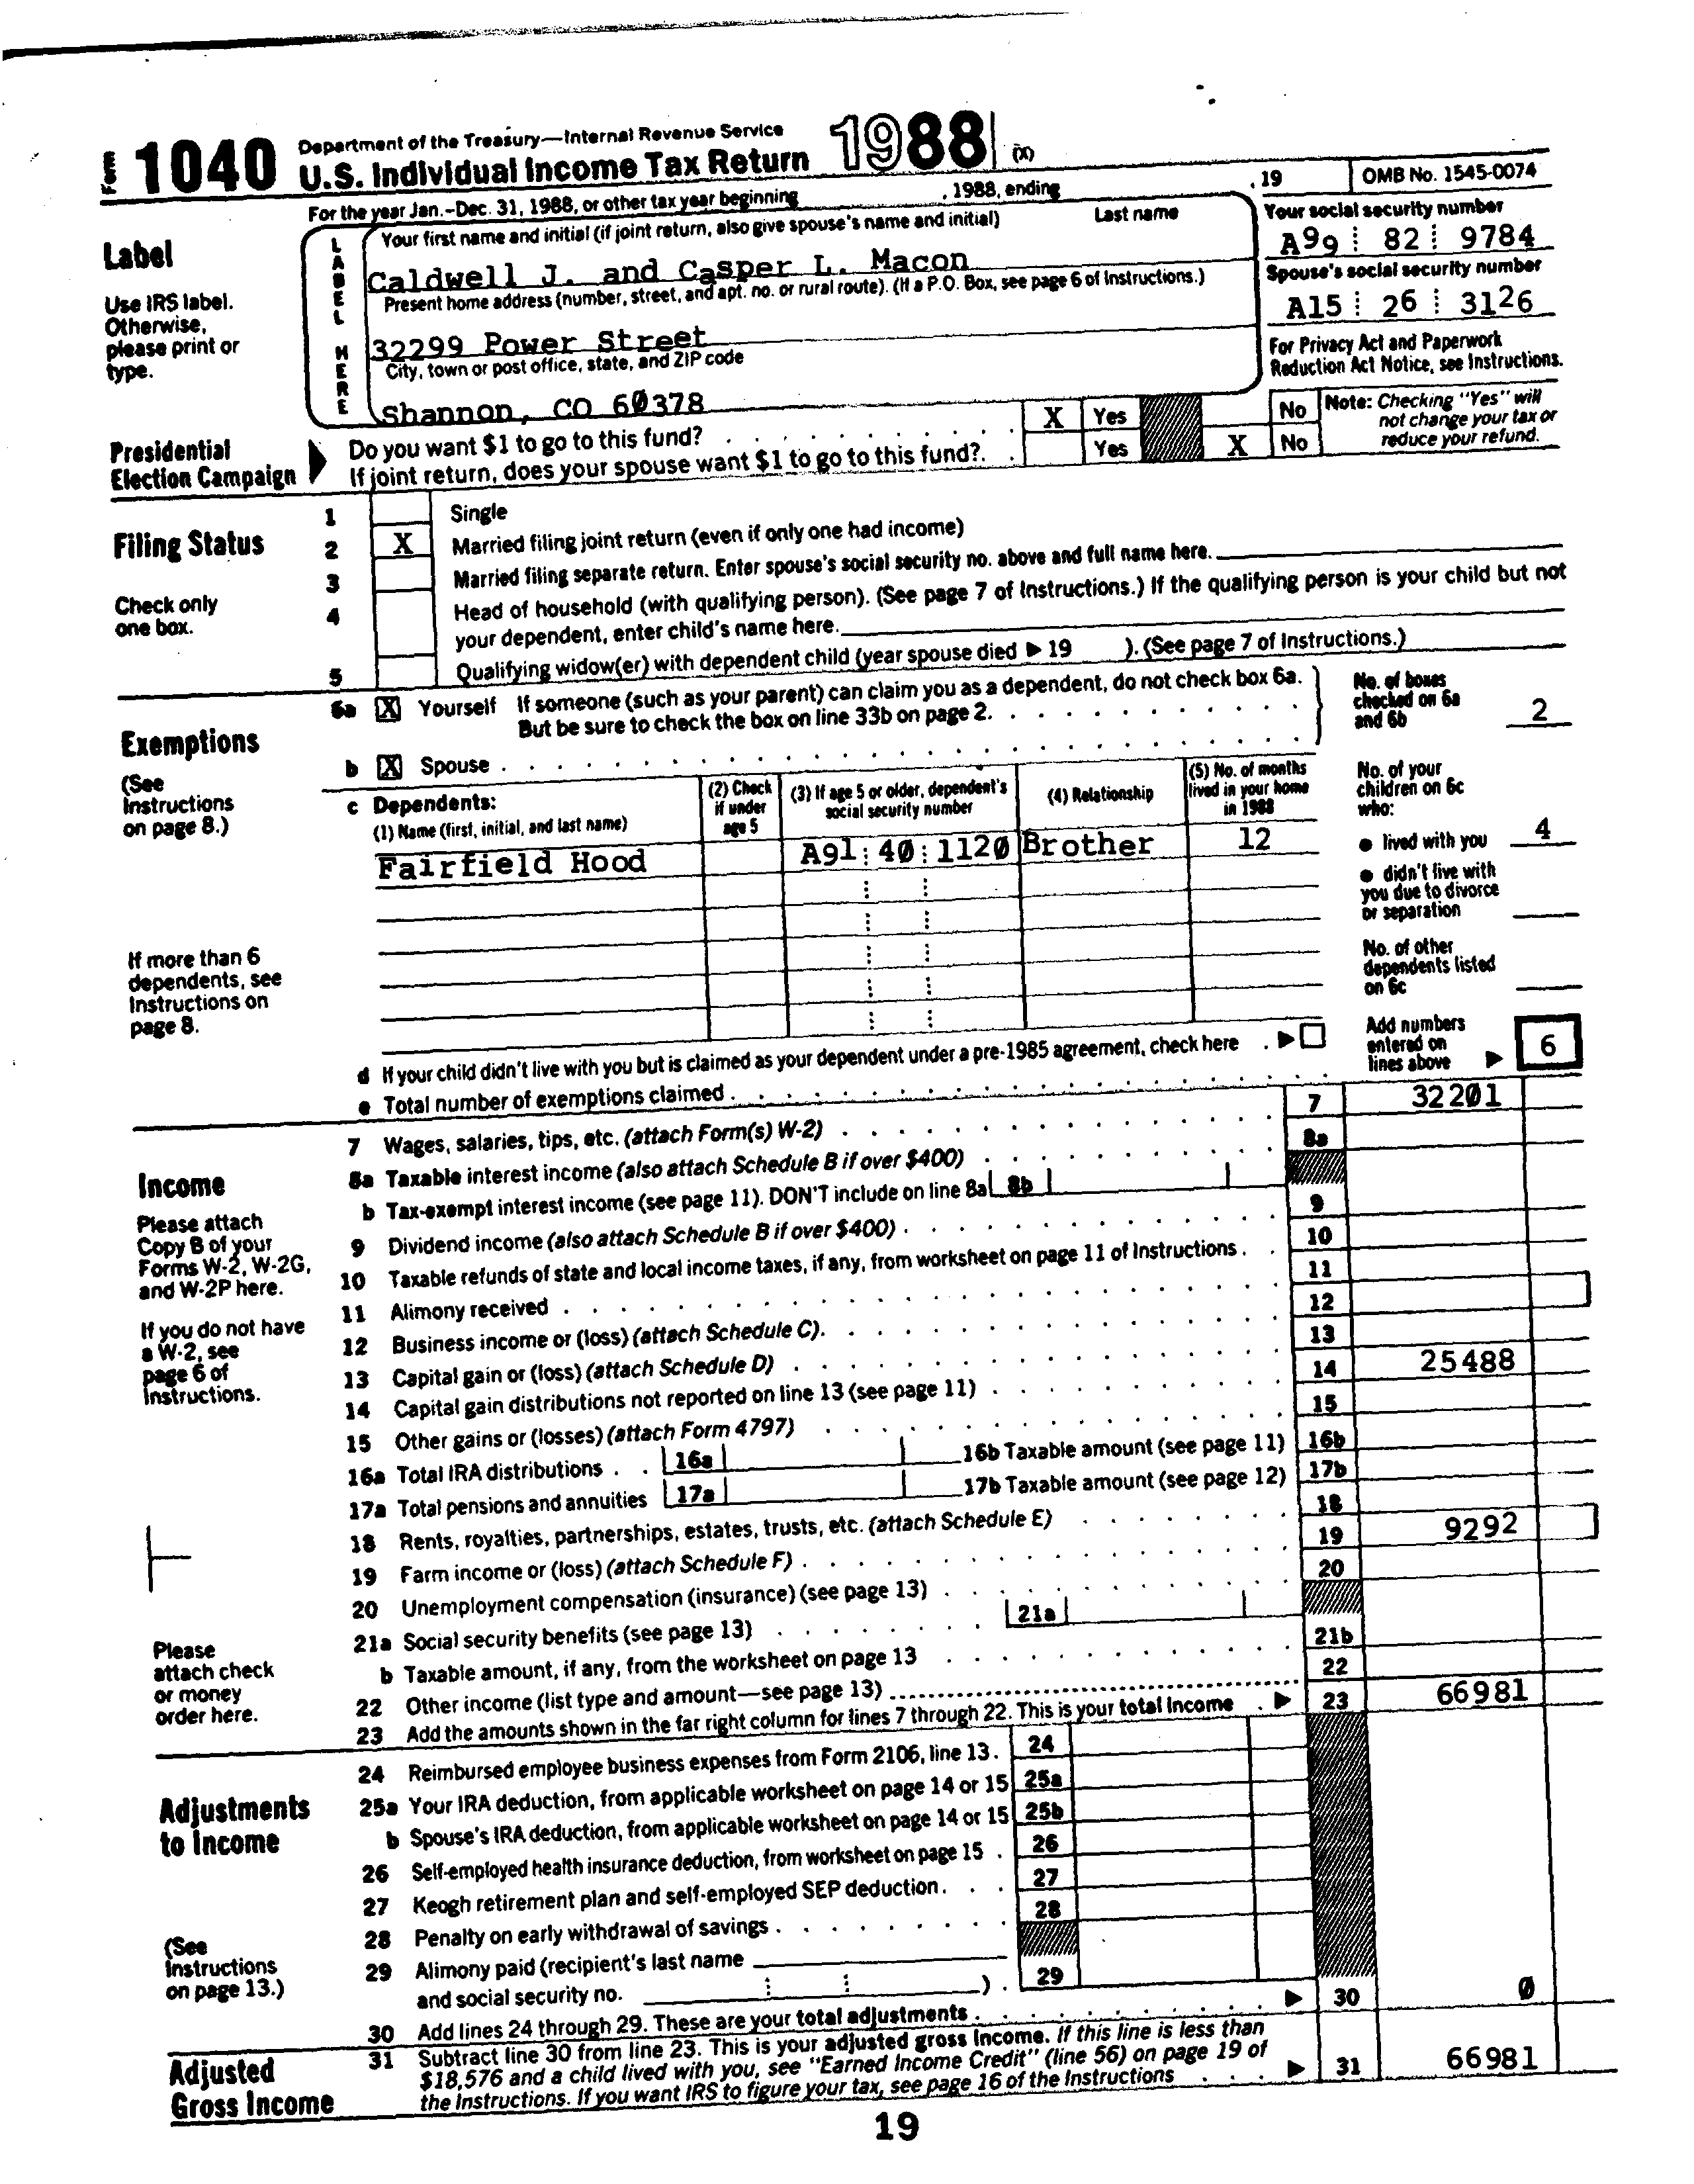 Form 1040 Department of the Treasury—Internal Revenue Service
U.S. Individual Income Tax Return 1988 (X)
For the year Jan.–Dec. 31, 1988, or other tax year beginning , 1988, ending , 19 OMB No. 1545-0074
Label
Use IRS label.
Otherwise,
please print or
type.
LABEL HERE
Your first name and initial (if joint return, also give spouse's name and initial) Last name
Caldwell J. and Casper L. Macon
Present home address (number, street, and apt. no. or rural route). (If a P.O. Box, see page 6 of Instructions.)
32299 Power Street
City, town or post office, state, and ZIP code
Shannon, CO 60378
Your social security number
A99 82 9784
Spouse's social security number
A15 26 3126
For Privacy Act and Paperwork
Reduction Act Notice, see Instructions.
Presidential
Election Campaign
Do you want $1 to go to this fund? X Yes No
If joint return, does your spouse want $1 to go to this fund? Yes X No
Note: Checking "Yes" will
not change your tax or
reduce your refund.
Filing Status
Check only
one box.
1 Single
2 X Married filing joint return (even if only one had income)
3 Married filing separate return. Enter spouse's social security no. above and full name here.
4 Head of household (with qualifying person). (See page 7 of Instructions.) If the qualifying person is your child but not
your dependent, enter child's name here.
5 Qualifying widow(er) with dependent child (year spouse died ▶ 19 ). (See page 7 of Instructions.)
Exemptions
(See
Instructions
on page 8.)
If more than 6
dependents, see
Instructions on
page 8.
6a X Yourself If someone (such as your parent) can claim you as a dependent, do not check box 6a.
But be sure to check the box on line 33b on page 2.
b X Spouse
No. of boxes
checked on 6a
and 6b 2
c Dependents:
(1) Name (first, initial, and last name)
(2) Check
if under
age 5
(3) If age 5 or older, dependent's
social security number
(4) Relationship
(5) No. of months
lived in your home
in 1988
Fairfield Hood A91 40 1120 Brother 12
No. of your
children on 6c
who:
● lived with you 4
● didn't live with
you due to divorce
or separation
No. of other
dependents listed
on 6c
d If your child didn't live with you but is claimed as your dependent under a pre-1985 agreement, check here ▶
e Total number of exemptions claimed
Add numbers
entered on
lines above ▶ 6
Income
Please attach
Copy B of your
Forms W-2, W-2G,
and W-2P here.
If you do not have
a W-2, see
page 6 of
Instructions.
Please
attach check
or money
order here.
7 Wages, salaries, tips, etc. (attach Form(s) W-2) 7 32201
8a Taxable interest income (also attach Schedule B if over $400) 8a
b Tax-exempt interest income (see page 11). DON'T include on line 8a 8b
9 Dividend income (also attach Schedule B if over $400) 9
10 Taxable refunds of state and local income taxes, if any, from worksheet on page 11 of Instructions 10
11 Alimony received 11
12 Business income or (loss) (attach Schedule C) 12
13 Capital gain or (loss) (attach Schedule D) 13
14 Capital gain distributions not reported on line 13 (see page 11) 14 25488
15 Other gains or (losses) (attach Form 4797) 15
16a Total IRA distributions 16a 16b Taxable amount (see page 11) 16b
17a Total pensions and annuities 17a 17b Taxable amount (see page 12) 17b
18 Rents, royalties, partnerships, estates, trusts, etc. (attach Schedule E) 18
19 Farm income or (loss) (attach Schedule F) 19 9292
20 Unemployment compensation (insurance) (see page 13) 20
21a Social security benefits (see page 13) 21a
b Taxable amount, if any, from the worksheet on page 13 21b
22 Other income (list type and amount—see page 13) 22
23 Add the amounts shown in the far right column for lines 7 through 22. This is your total income ▶ 23 66981
Adjustments
to Income
(See
Instructions
on page 13.)
24 Reimbursed employee business expenses from Form 2106, line 13. 24
25a Your IRA deduction, from applicable worksheet on page 14 or 15 25a
b Spouse's IRA deduction, from applicable worksheet on page 14 or 15 25b
26 Self-employed health insurance deduction, from worksheet on page 15 26
27 Keogh retirement plan and self-employed SEP deduction 27
28 Penalty on early withdrawal of savings 28
29 Alimony paid (recipient's last name
and social security no. ) 29
30 Add lines 24 through 29. These are your total adjustments ▶ 30 0
Adjusted
Gross Income
31 Subtract line 30 from line 23. This is your adjusted gross income. If this line is less than
$18,576 and a child lived with you, see "Earned Income Credit" (line 56) on page 19 of
the Instructions. If you want IRS to figure your tax, see page 16 of the Instructions ▶ 31 66981
19